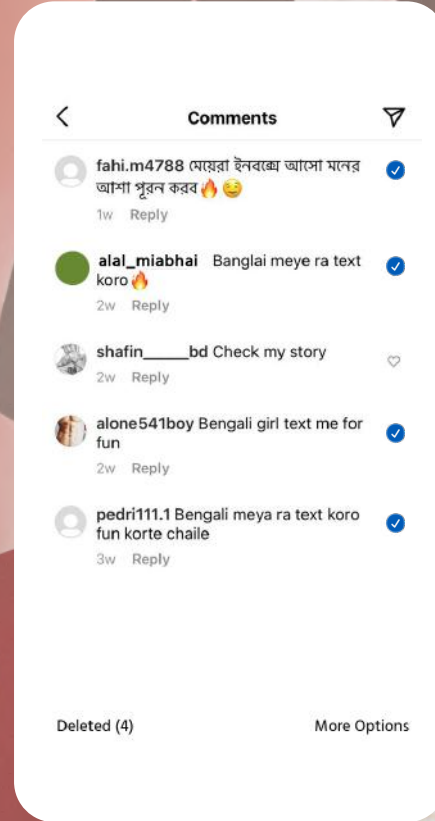 Comments
fahi.m4788 মেয়েরা ইনবক্সে আসো মনের
আশা পূরন করব🔥🤤
1w Reply
alal_miabhai Banglai meye ra text
koro🔥
2w Reply
shafin_____bd Check my story
2w Reply
alone541boy Bengali girl text me for
fun
2w Reply
pedri111.1 Bengali meya ra text koro
fun korte chaile
3w Reply
Deleted (4) More Options